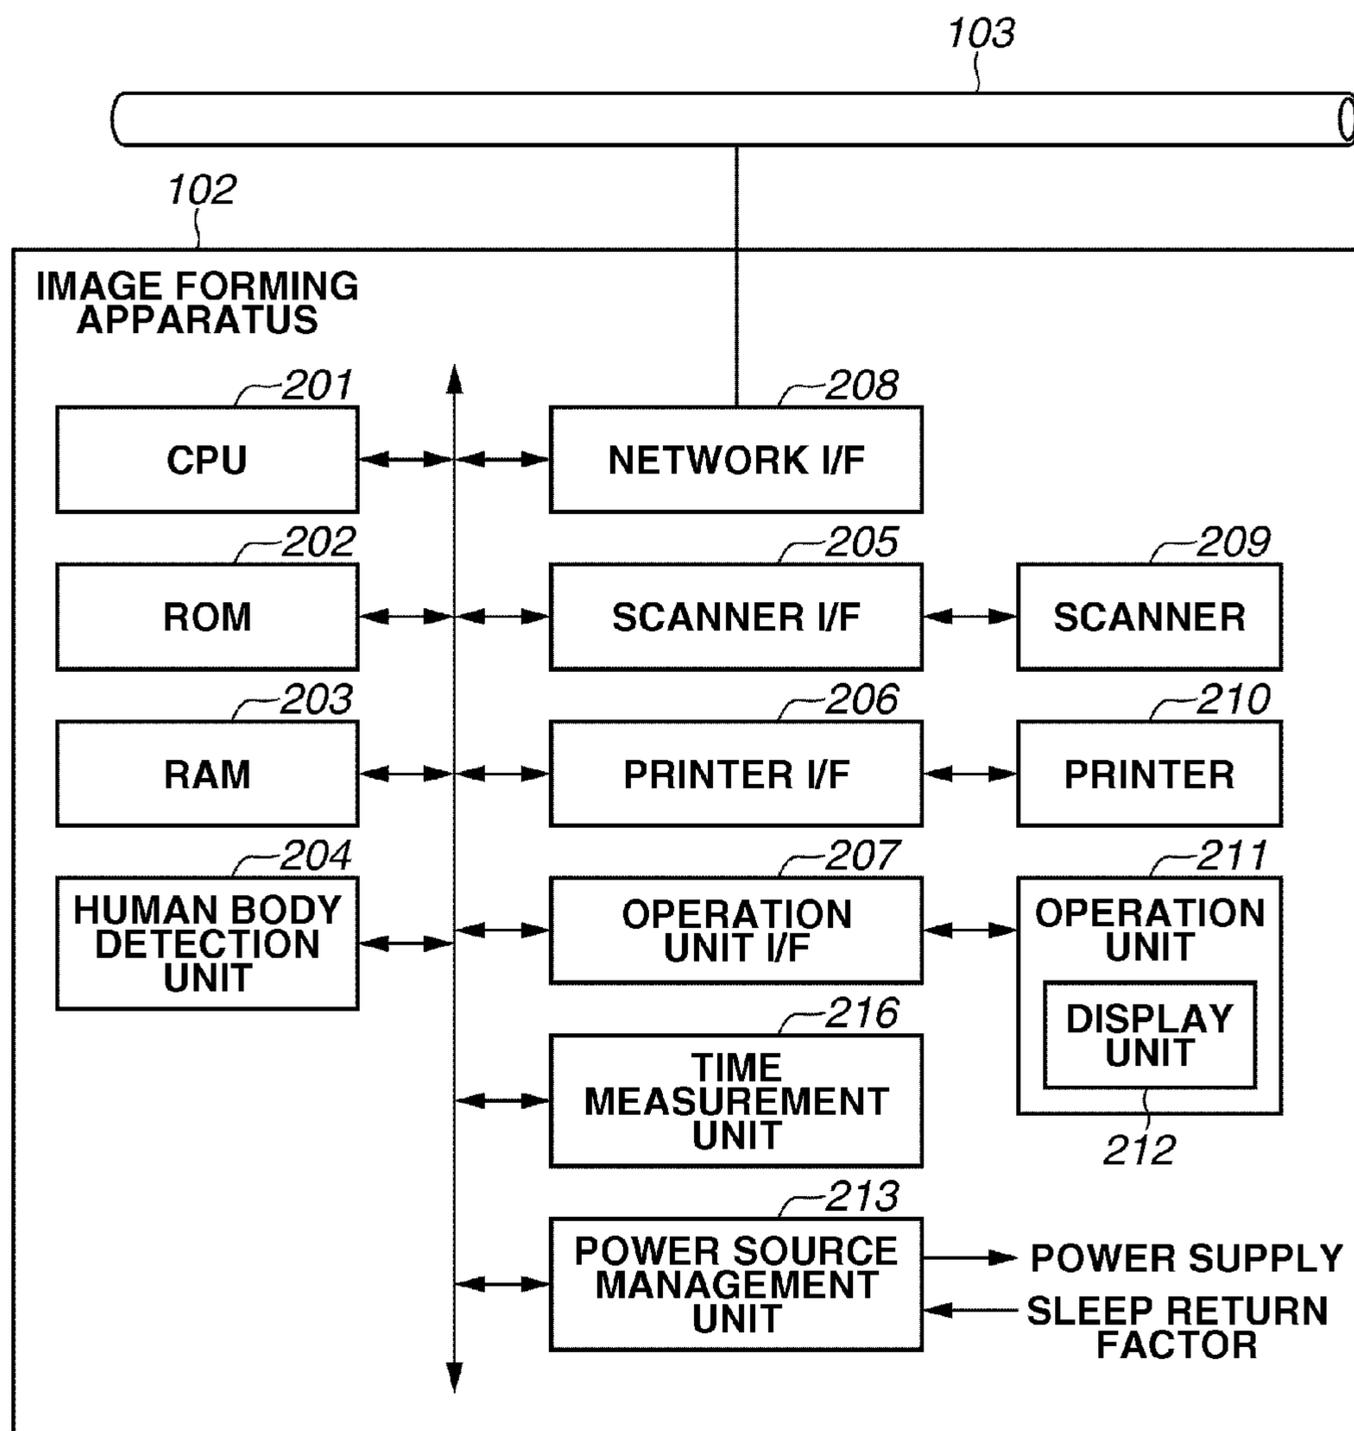 103
102
IMAGE FORMING
APPARATUS
201
CPU
208
NETWORK I/F
202
ROM
205
SCANNER I/F
209
SCANNER
203
RAM
206
PRINTER I/F
210
PRINTER
204
HUMAN BODY
DETECTION
UNIT
207
OPERATION
UNIT I/F
211
OPERATION
UNIT
DISPLAY
UNIT
212
216
TIME
MEASUREMENT
UNIT
213
POWER SOURCE
MANAGEMENT
UNIT
POWER SUPPLY
SLEEP RETURN
FACTOR